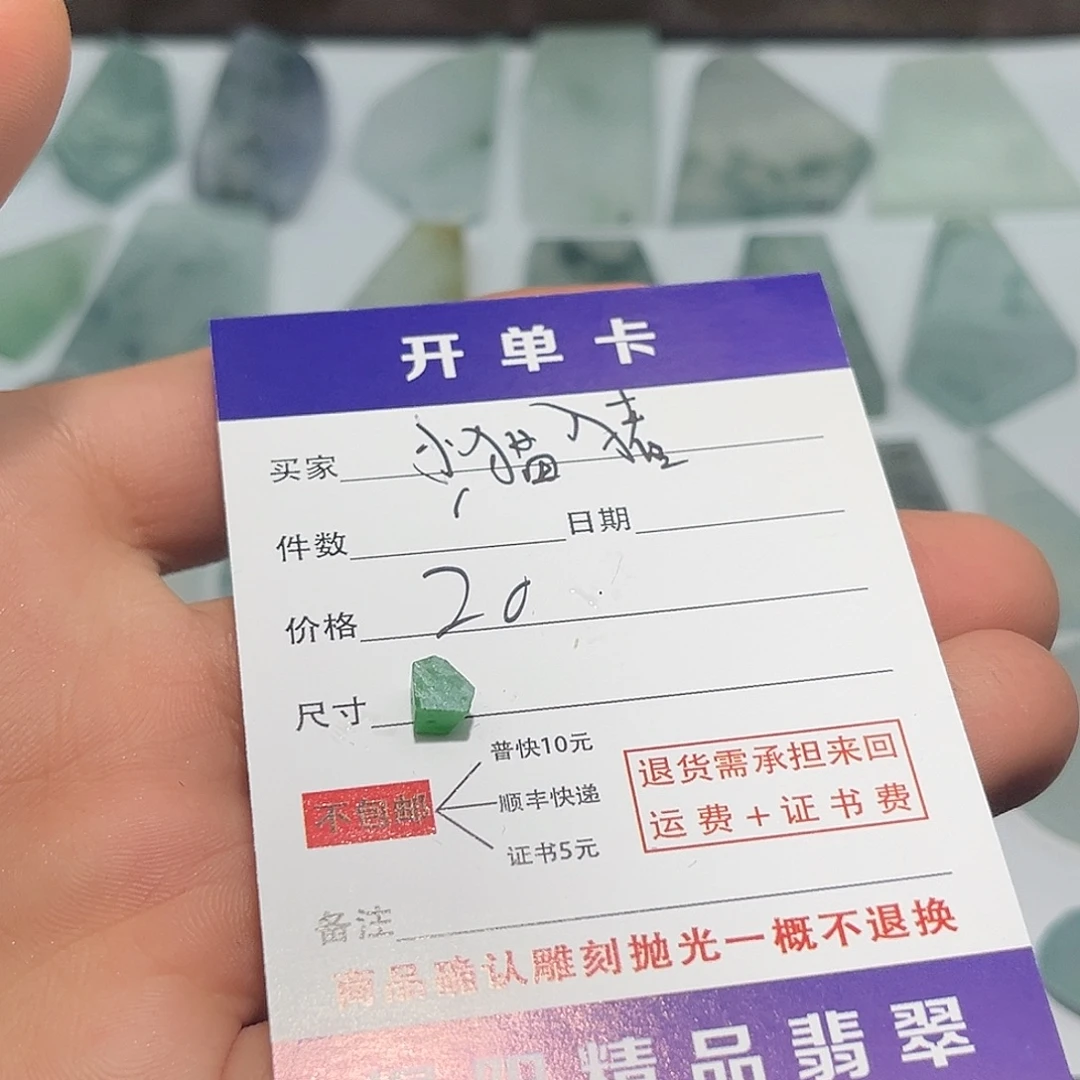 开单卡
买家 小猫
件数 1 日期
价格 20
尺寸
普快10元
不包邮 顺丰快递
证书5元
退货需承担来回
运费+证书费
备注
商品确认雕刻抛光一概不退换
精品翡翠